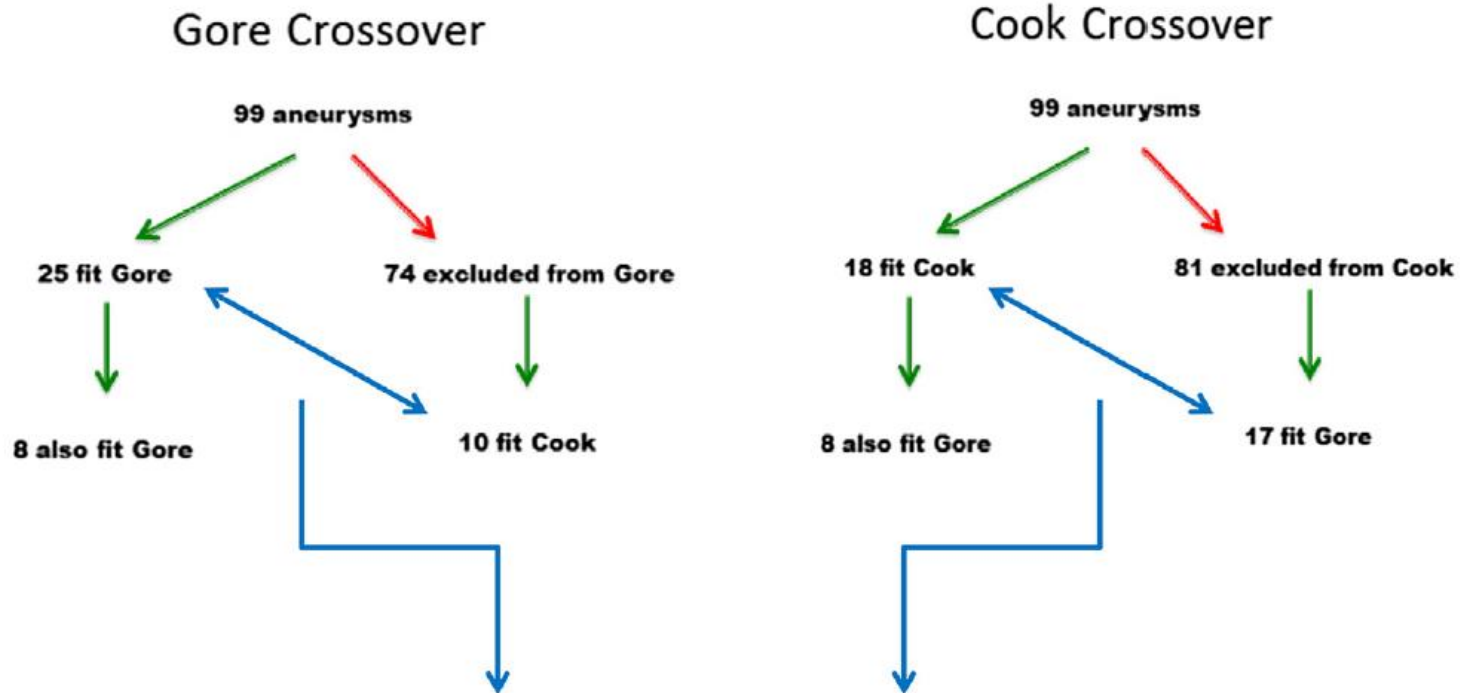 Gore Crossover
99 aneurysms
25 fit Gore
74 excluded from Gore
8 also fit Gore
10 fit Cook
Cook Crossover
99 aneurysms
18 fit Cook
81 excluded from Cook
8 also fit Gore
17 fit Gore